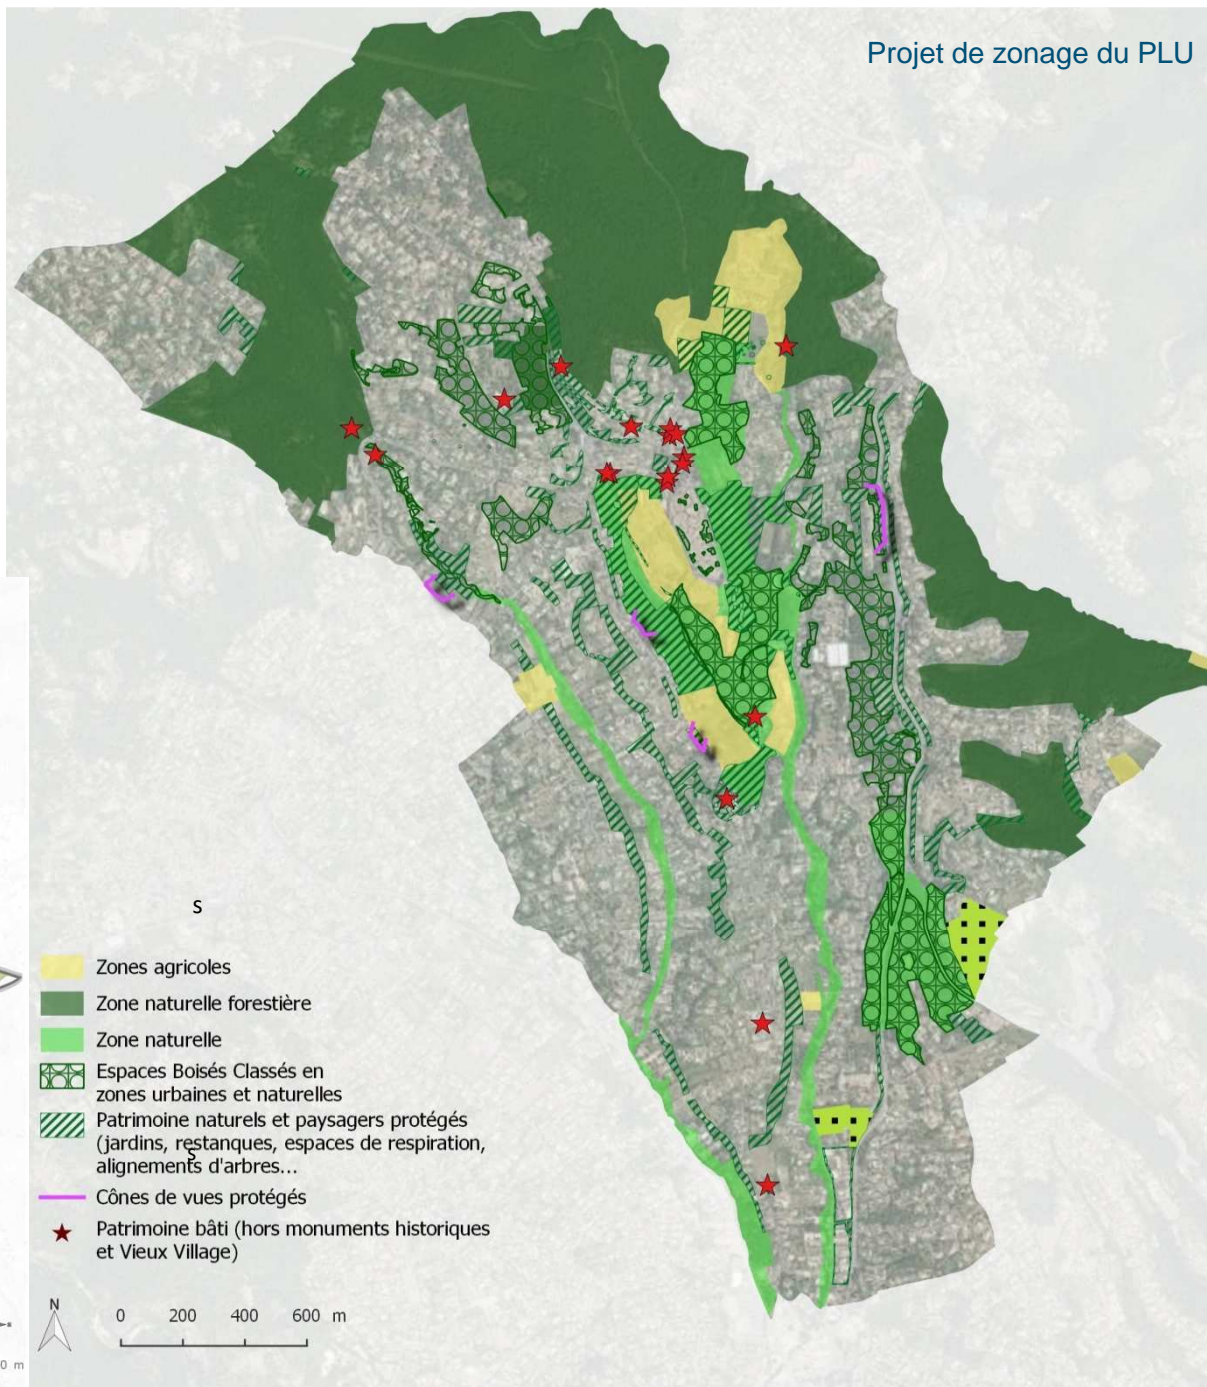 Projet de zonage du PLU
s
Zones agricoles
Zone naturelle forestière
Zone naturelle
Espaces Boisés Classés en
zones urbaines et naturelles
Patrimoine naturels et paysagers protégés
(jardins, restanques, espaces de respiration,
s
alignements d'arbres...
Cônes de vues protégés
Patrimoine bâti (hors monuments historiques
et Vieux Village)
N
0 200 400 600 m
0 m